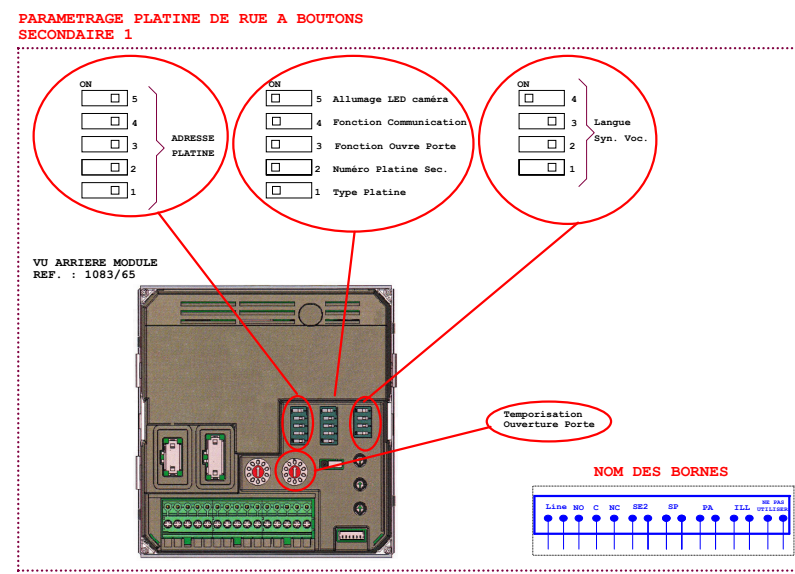 PARAMETRAGE PLATINE DE RUE A BOUTONS
SECONDAIRE 1
ON
5
4
3
2
1
ADRESSE
PLATINE
ON
5 Allumage LED caméra
4 Fonction Communication
3 Fonction Ouvre Porte
2 Numéro Platine Sec.
1 Type Platine
ON
4
3
2
1
Langue
Syn. Voc.
VU ARRIERE MODULE
REF. : 1083/65
Temporisation
Ouverture Porte
NOM DES BORNES
Line NO C NC SE2 SP PA ILL NE PAS
UTILISER